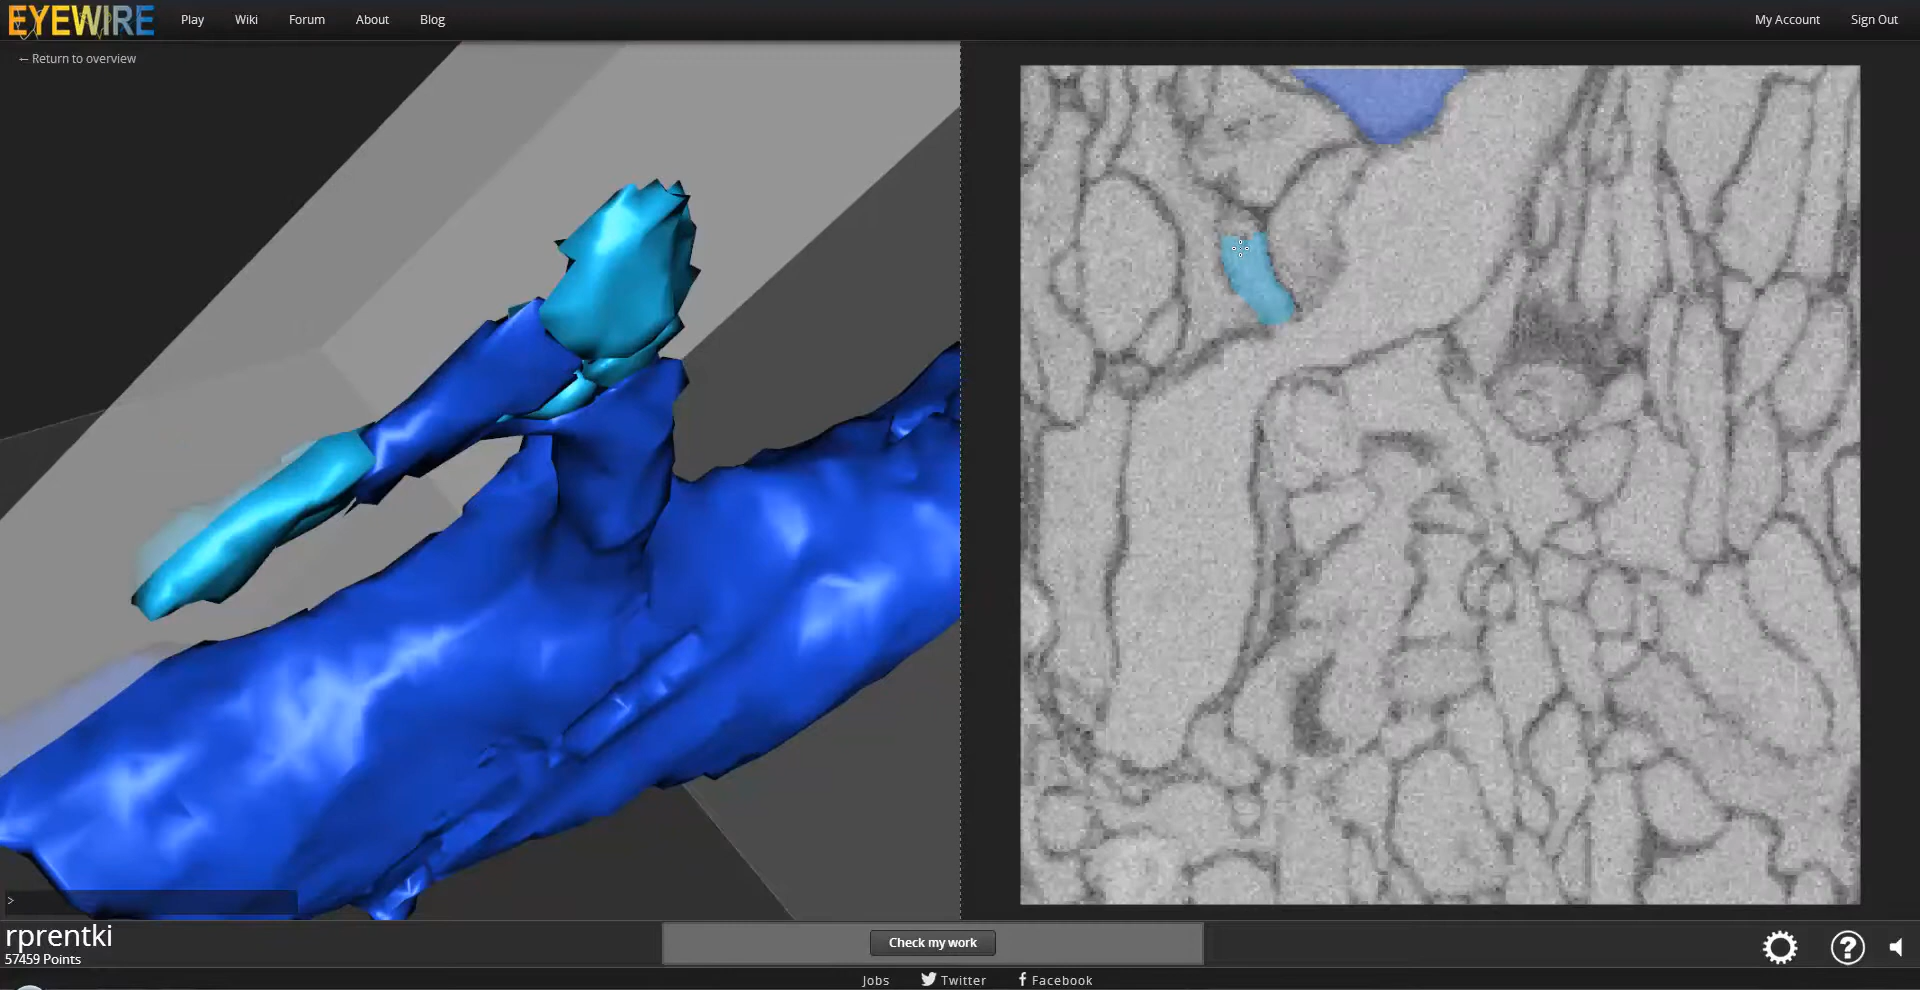 EYEWIRE
Play Wiki Forum About Blog
My Account Sign Out
← Return to overview
>
rprentki
57459 Points
Check my work
?
Jobs Twitter Facebook